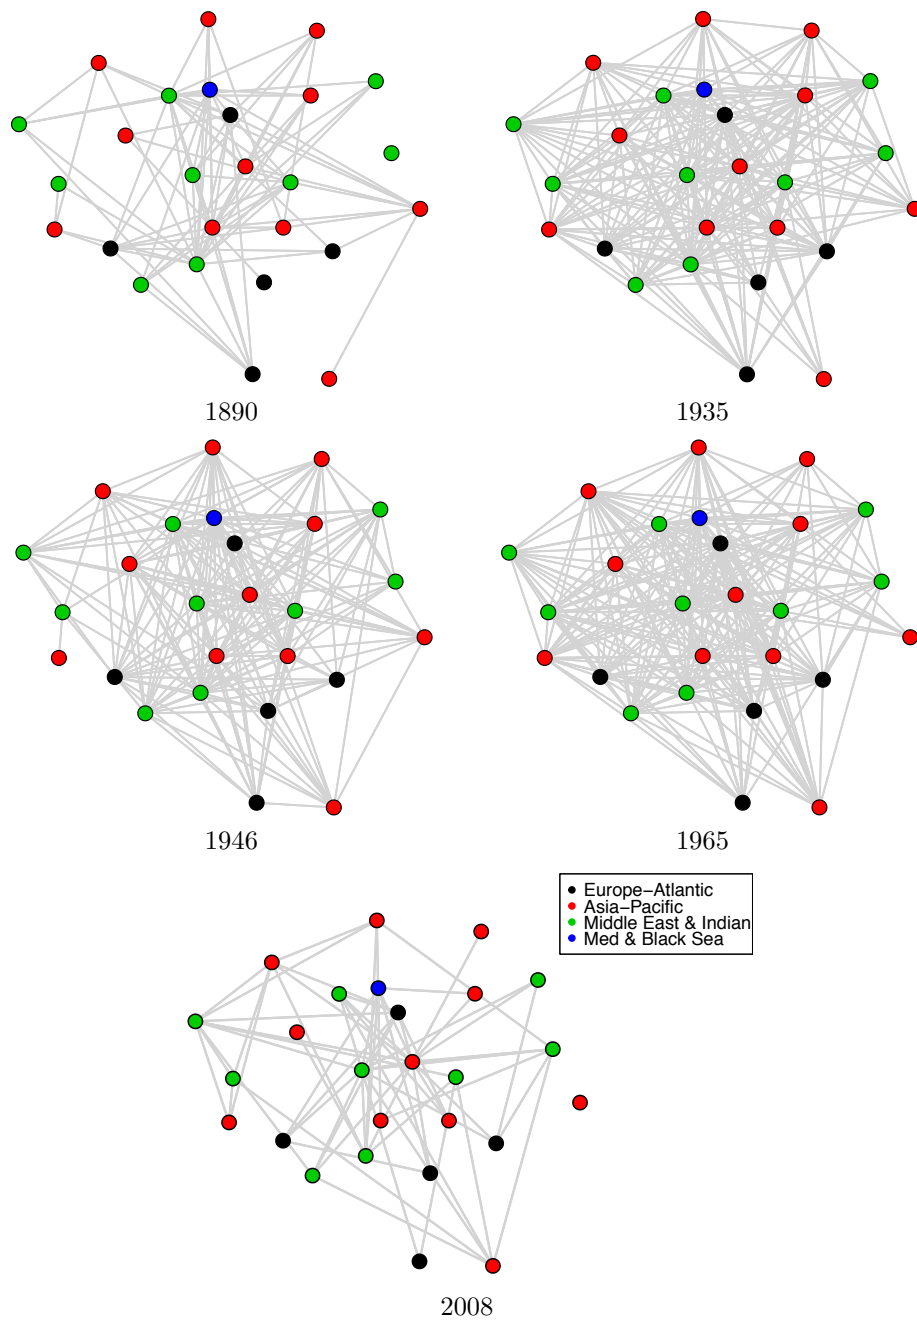 1890
1935
1946
1965
Europe−Atlantic
Asia−Pacific
Middle East & Indian
Med & Black Sea
2008